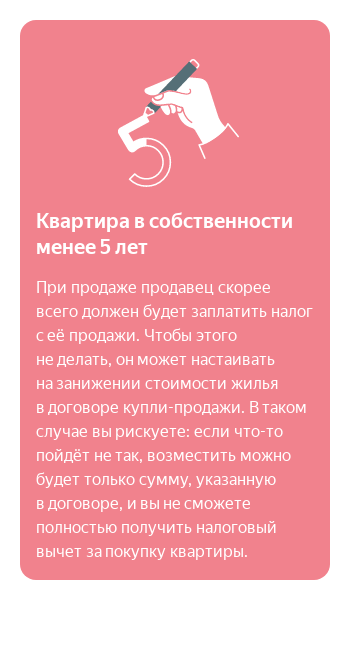 5
Квартира в собственности
менее 5 лет
При продаже продавец скорее
всего должен будет заплатить налог
с её продажи. Чтобы этого
не делать, он может настаивать
на занижении стоимости жилья
в договоре купли-продажи. В таком
случае вы рискуете: если что-то
пойдёт не так, возместить можно
будет только сумму, указанную
в договоре, и вы не сможете
полностью получить налоговый
вычет за покупку квартиры.